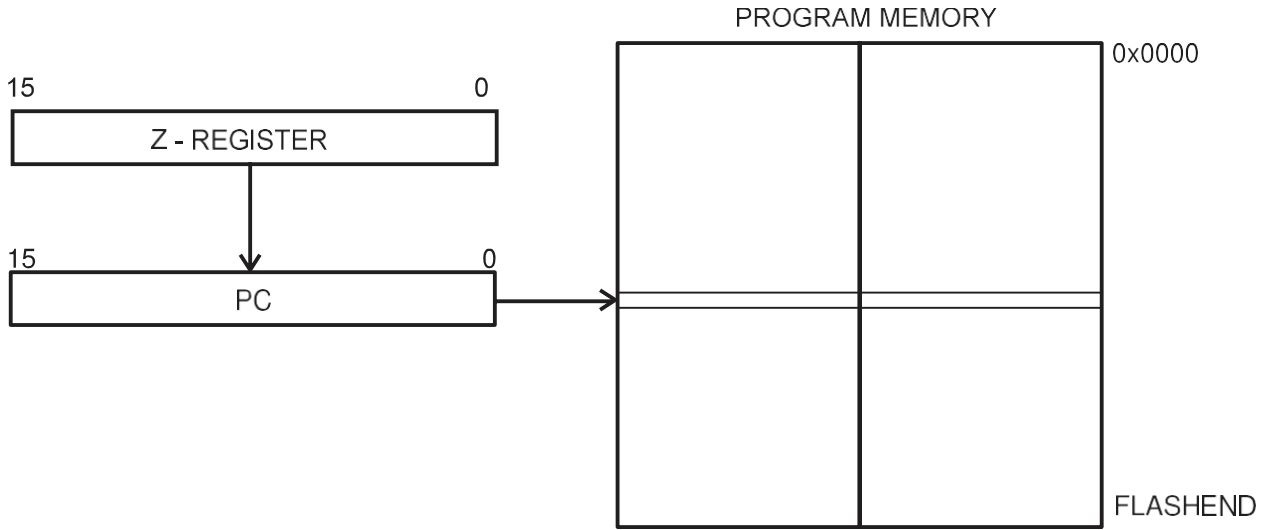 PROGRAM MEMORY
0x0000
15 0
Z - REGISTER
15 0
PC
FLASHEND